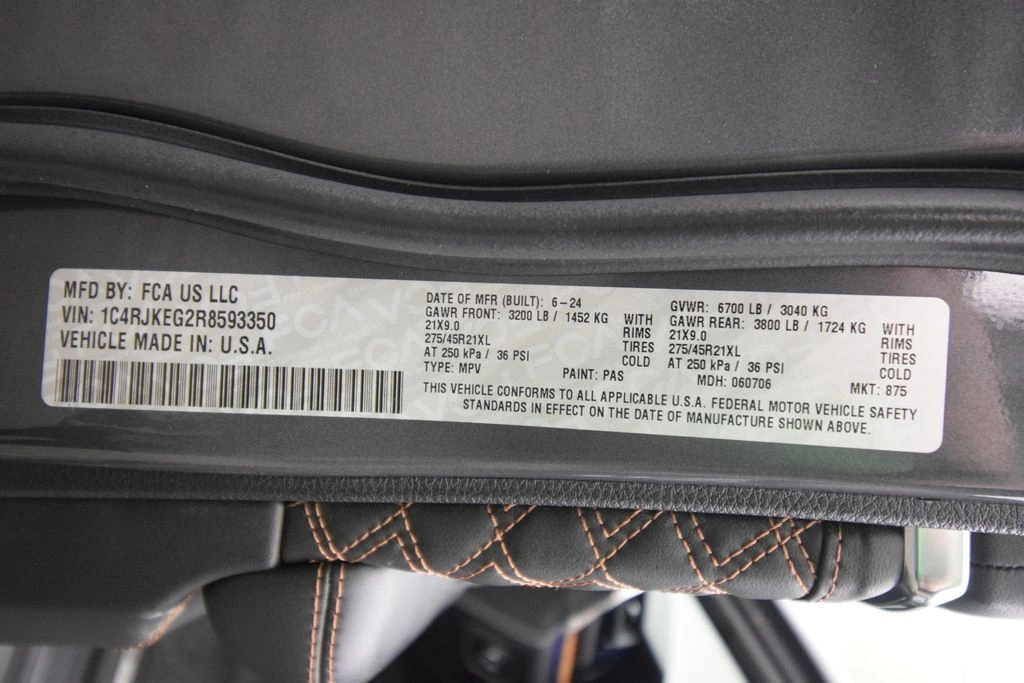 MFD BY: FCA US LLC
VIN: 1C4RJKEG2R8593350
VEHICLE MADE IN: U.S.A.
DATE OF MFR (BUILT): 6-24
GAWR FRONT: 3200 LB / 1452 KG WITH
21X9.0 RIMS
275/45R21XL TIRES
AT 250 kPa / 36 PSI COLD
TYPE: MPV PAINT: PAS
GVWR: 6700 LB / 3040 KG
GAWR REAR: 3800 LB / 1724 KG WITH
21X9.0 RIMS
275/45R21XL TIRES
AT 250 kPa / 36 PSI COLD
MDH: 060706 MKT: 875
THIS VEHICLE CONFORMS TO ALL APPLICABLE U.S.A. FEDERAL MOTOR VEHICLE SAFETY
STANDARDS IN EFFECT ON THE DATE OF MANUFACTURE SHOWN ABOVE.